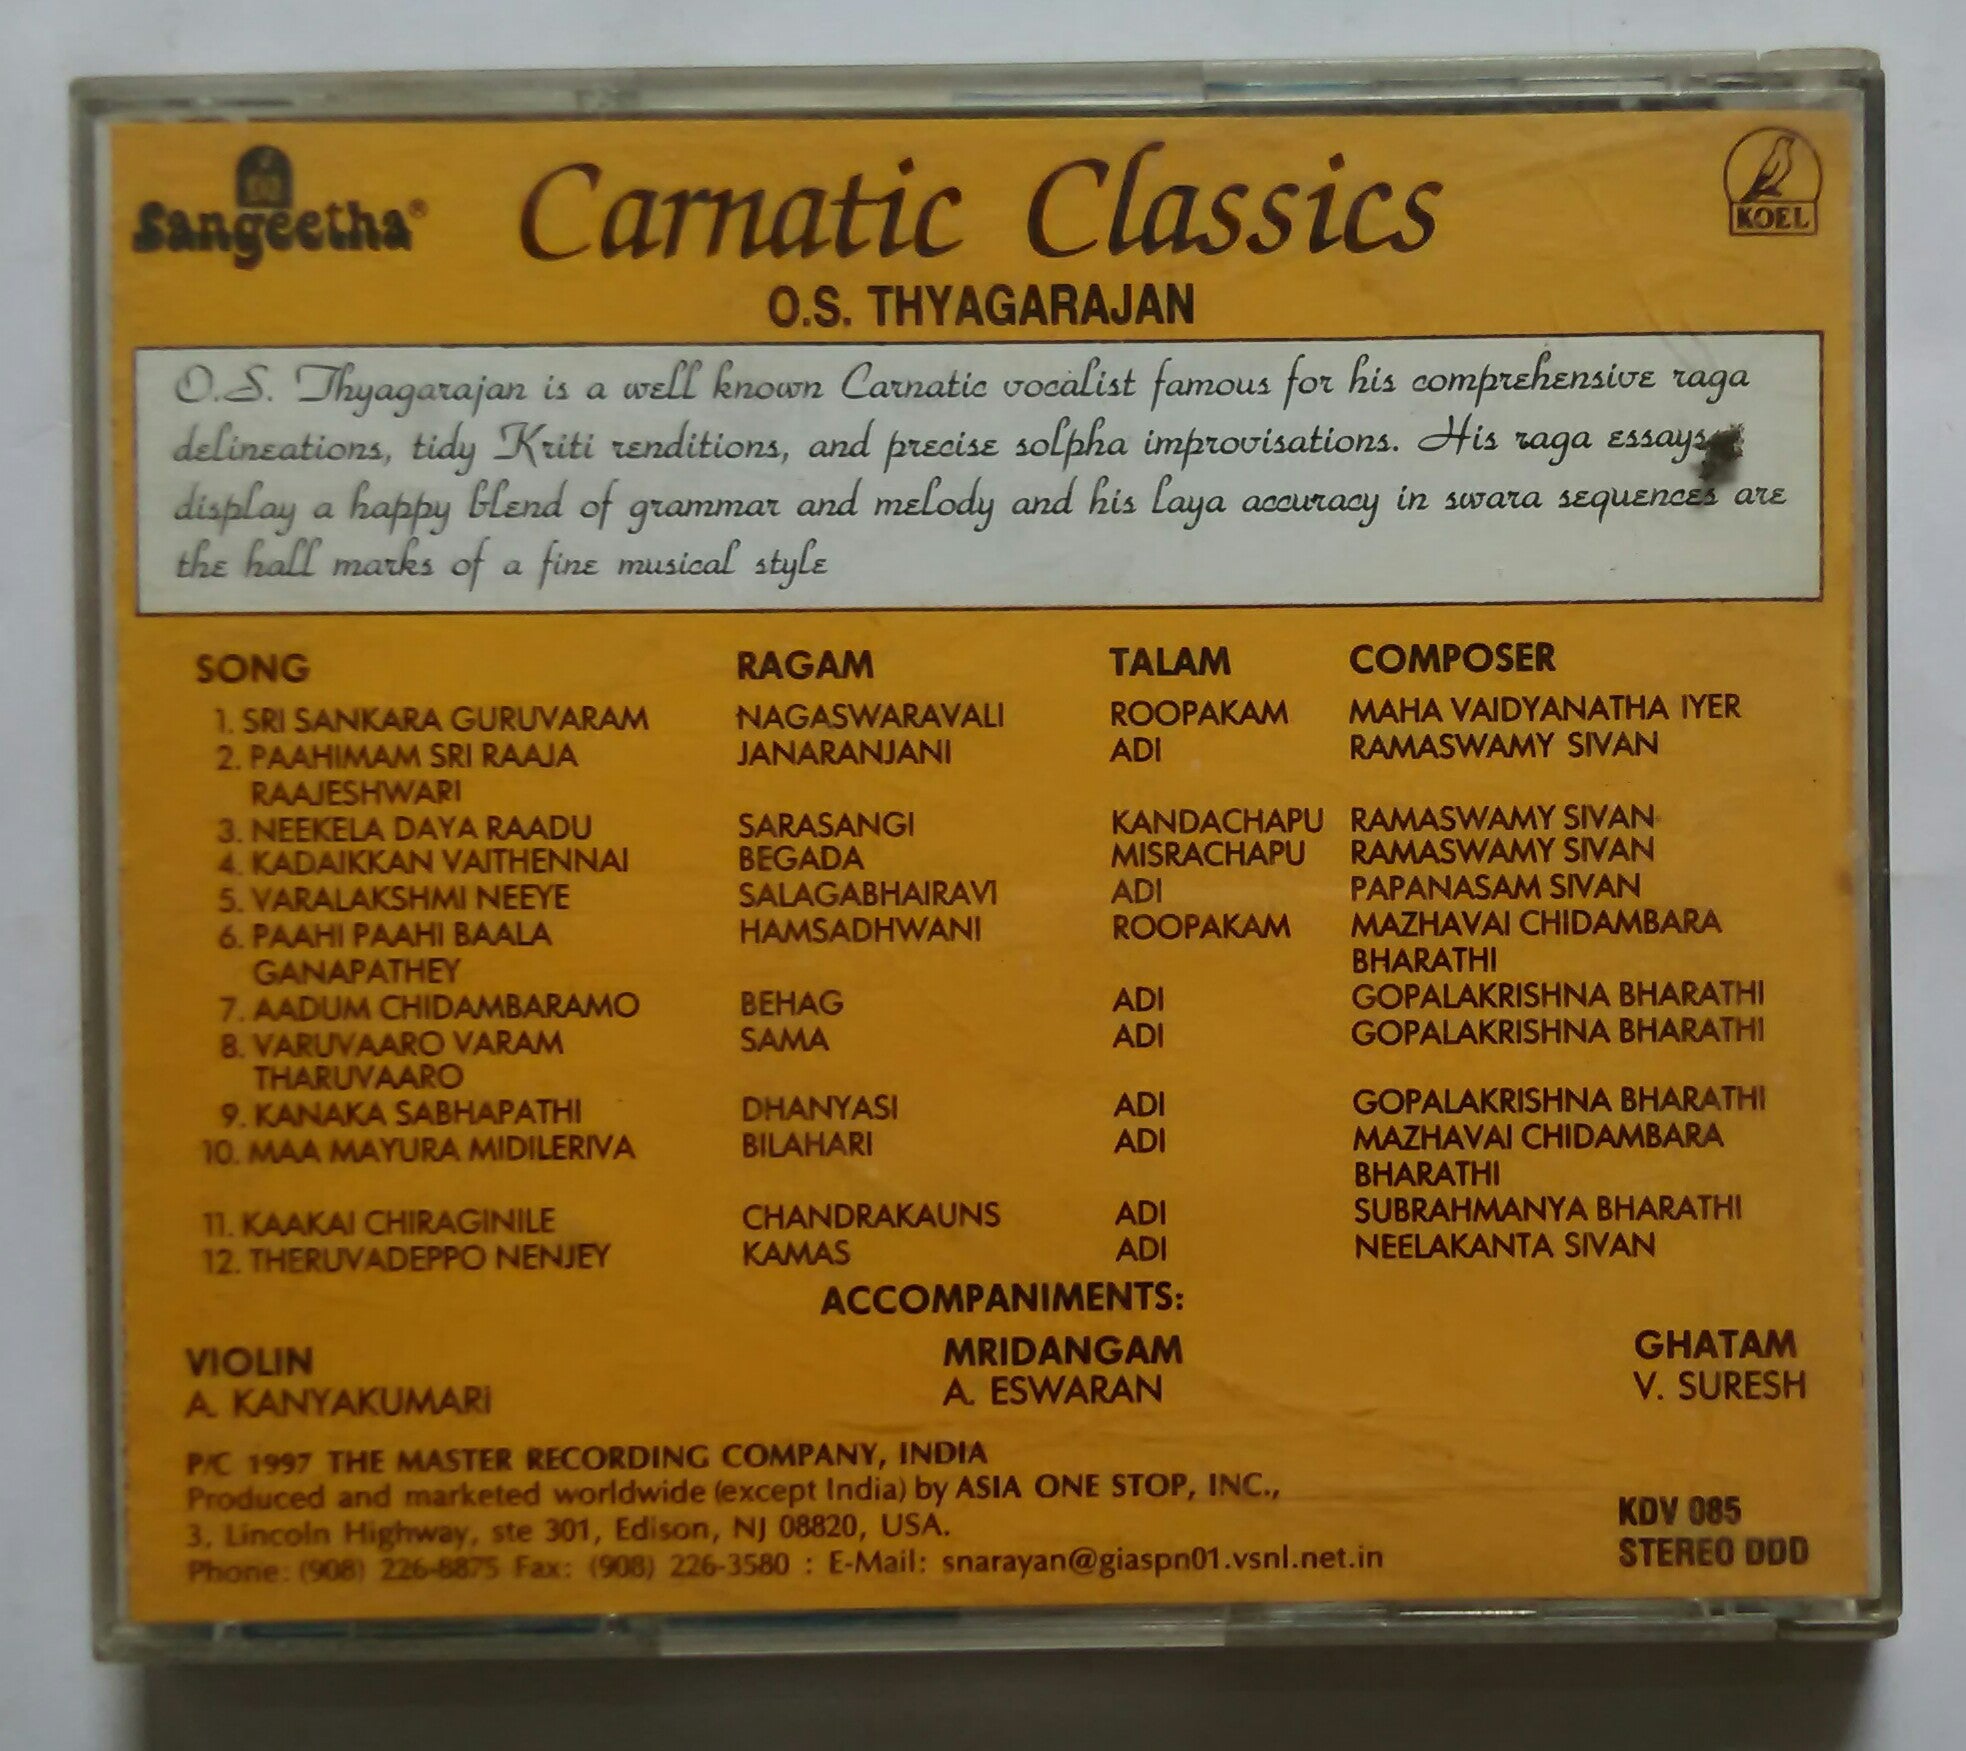 Sangeetha®
Carnatic Classics
KOEL
O.S. THYAGARAJAN
O.S. Thyagarajan is a well known Carnatic vocalist famous for his comprehensive raga
delineations, tidy Kriti renditions, and precise solpha improvisations. His raga essays
display a happy blend of grammar and melody and his laya accuracy in swara sequences are
the hall marks of a fine musical style
SONG RAGAM TALAM COMPOSER
1. SRI SANKARA GURUVARAM NAGASWARAVALI ROOPAKAM MAHA VAIDYANATHA IYER
2. PAAHIMAM SRI RAAJA JANARANJANI ADI RAMASWAMY SIVAN
RAAJESHWARI
3. NEEKELA DAYA RAADU SARASANGI KANDACHAPU RAMASWAMY SIVAN
4. KADAIKKAN VAITHENNAI BEGADA MISRACHAPU RAMASWAMY SIVAN
5. VARALAKSHMI NEEYE SALAGABHAIRAVI ADI PAPANASAM SIVAN
6. PAAHI PAAHI BAALA HAMSADHWANI ROOPAKAM MAZHAVAI CHIDAMBARA
GANAPATHEY BHARATHI
7. AADUM CHIDAMBARAMO BEHAG ADI GOPALAKRISHNA BHARATHI
8. VARUVAARO VARAM SAMA ADI GOPALAKRISHNA BHARATHI
THARUVAARO
9. KANAKA SABHAPATHI DHANYASI ADI GOPALAKRISHNA BHARATHI
10. MAA MAYURA MIDILERIVA BILAHARI ADI MAZHAVAI CHIDAMBARA
BHARATHI
11. KAAKAI CHIRAGINILE CHANDRAKAUNS ADI SUBRAHMANYA BHARATHI
12. THERUVADEPPO NENJEY KAMAS ADI NEELAKANTA SIVAN
ACCOMPANIMENTS:
VIOLIN MRIDANGAM GHATAM
A. KANYAKUMARI A. ESWARAN V. SURESH
P/C 1997 THE MASTER RECORDING COMPANY, INDIA
Produced and marketed worldwide (except India) by ASIA ONE STOP, INC.,
3, Lincoln Highway, ste 301, Edison, NJ 08820, USA.
Phone: (908) 226-8875 Fax: (908) 226-3580 : E-Mail: snarayan@giaspn01.vsnl.net.in
KDV 085
STEREO DDD